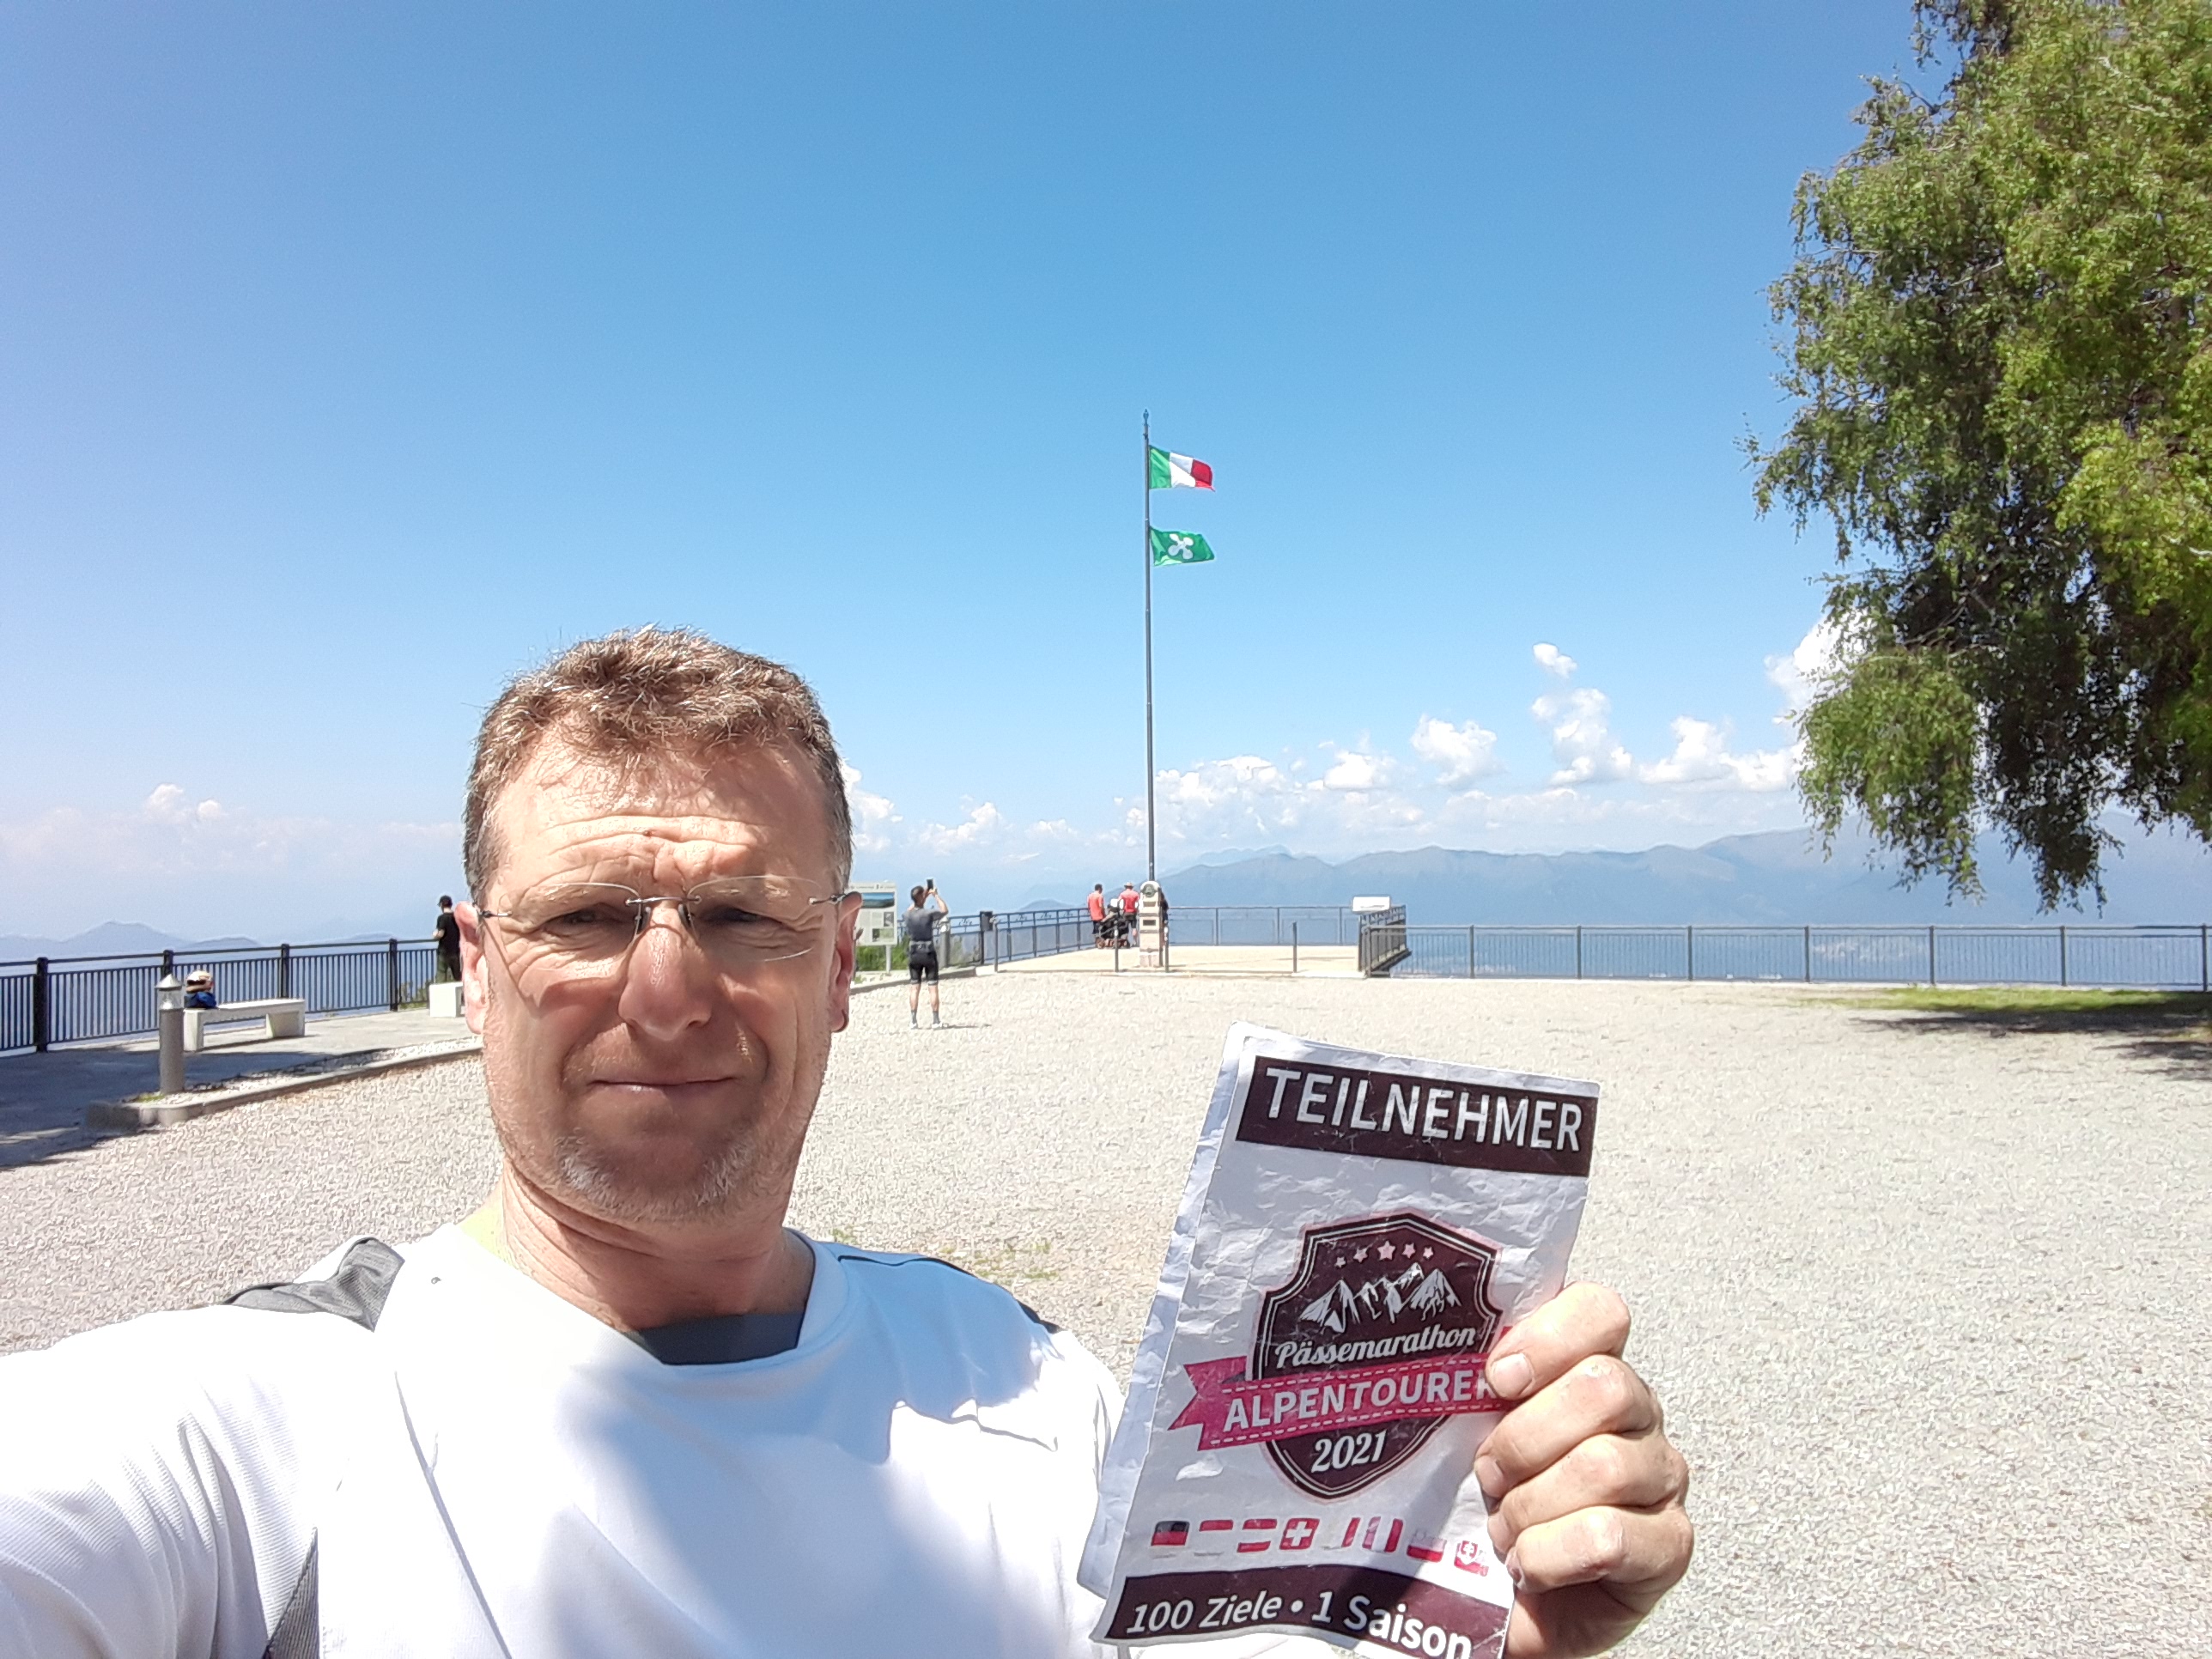 TEILNEHMER
Pässemarathon
ALPENTOURER
2021
100 Ziele • 1 Saison